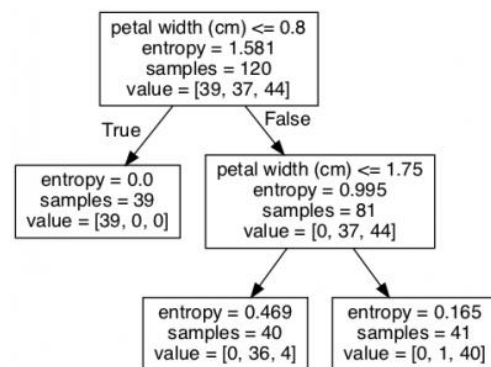 petal width (cm) <= 0.8
entropy = 1.581
samples = 120
value = [39, 37, 44]
True
False
entropy = 0.0
samples = 39
value = [39, 0, 0]
petal width (cm) <= 1.75
entropy = 0.995
samples = 81
value = [0, 37, 44]
entropy = 0.469
samples = 40
value = [0, 36, 4]
entropy = 0.165
samples = 41
value = [0, 1, 40]